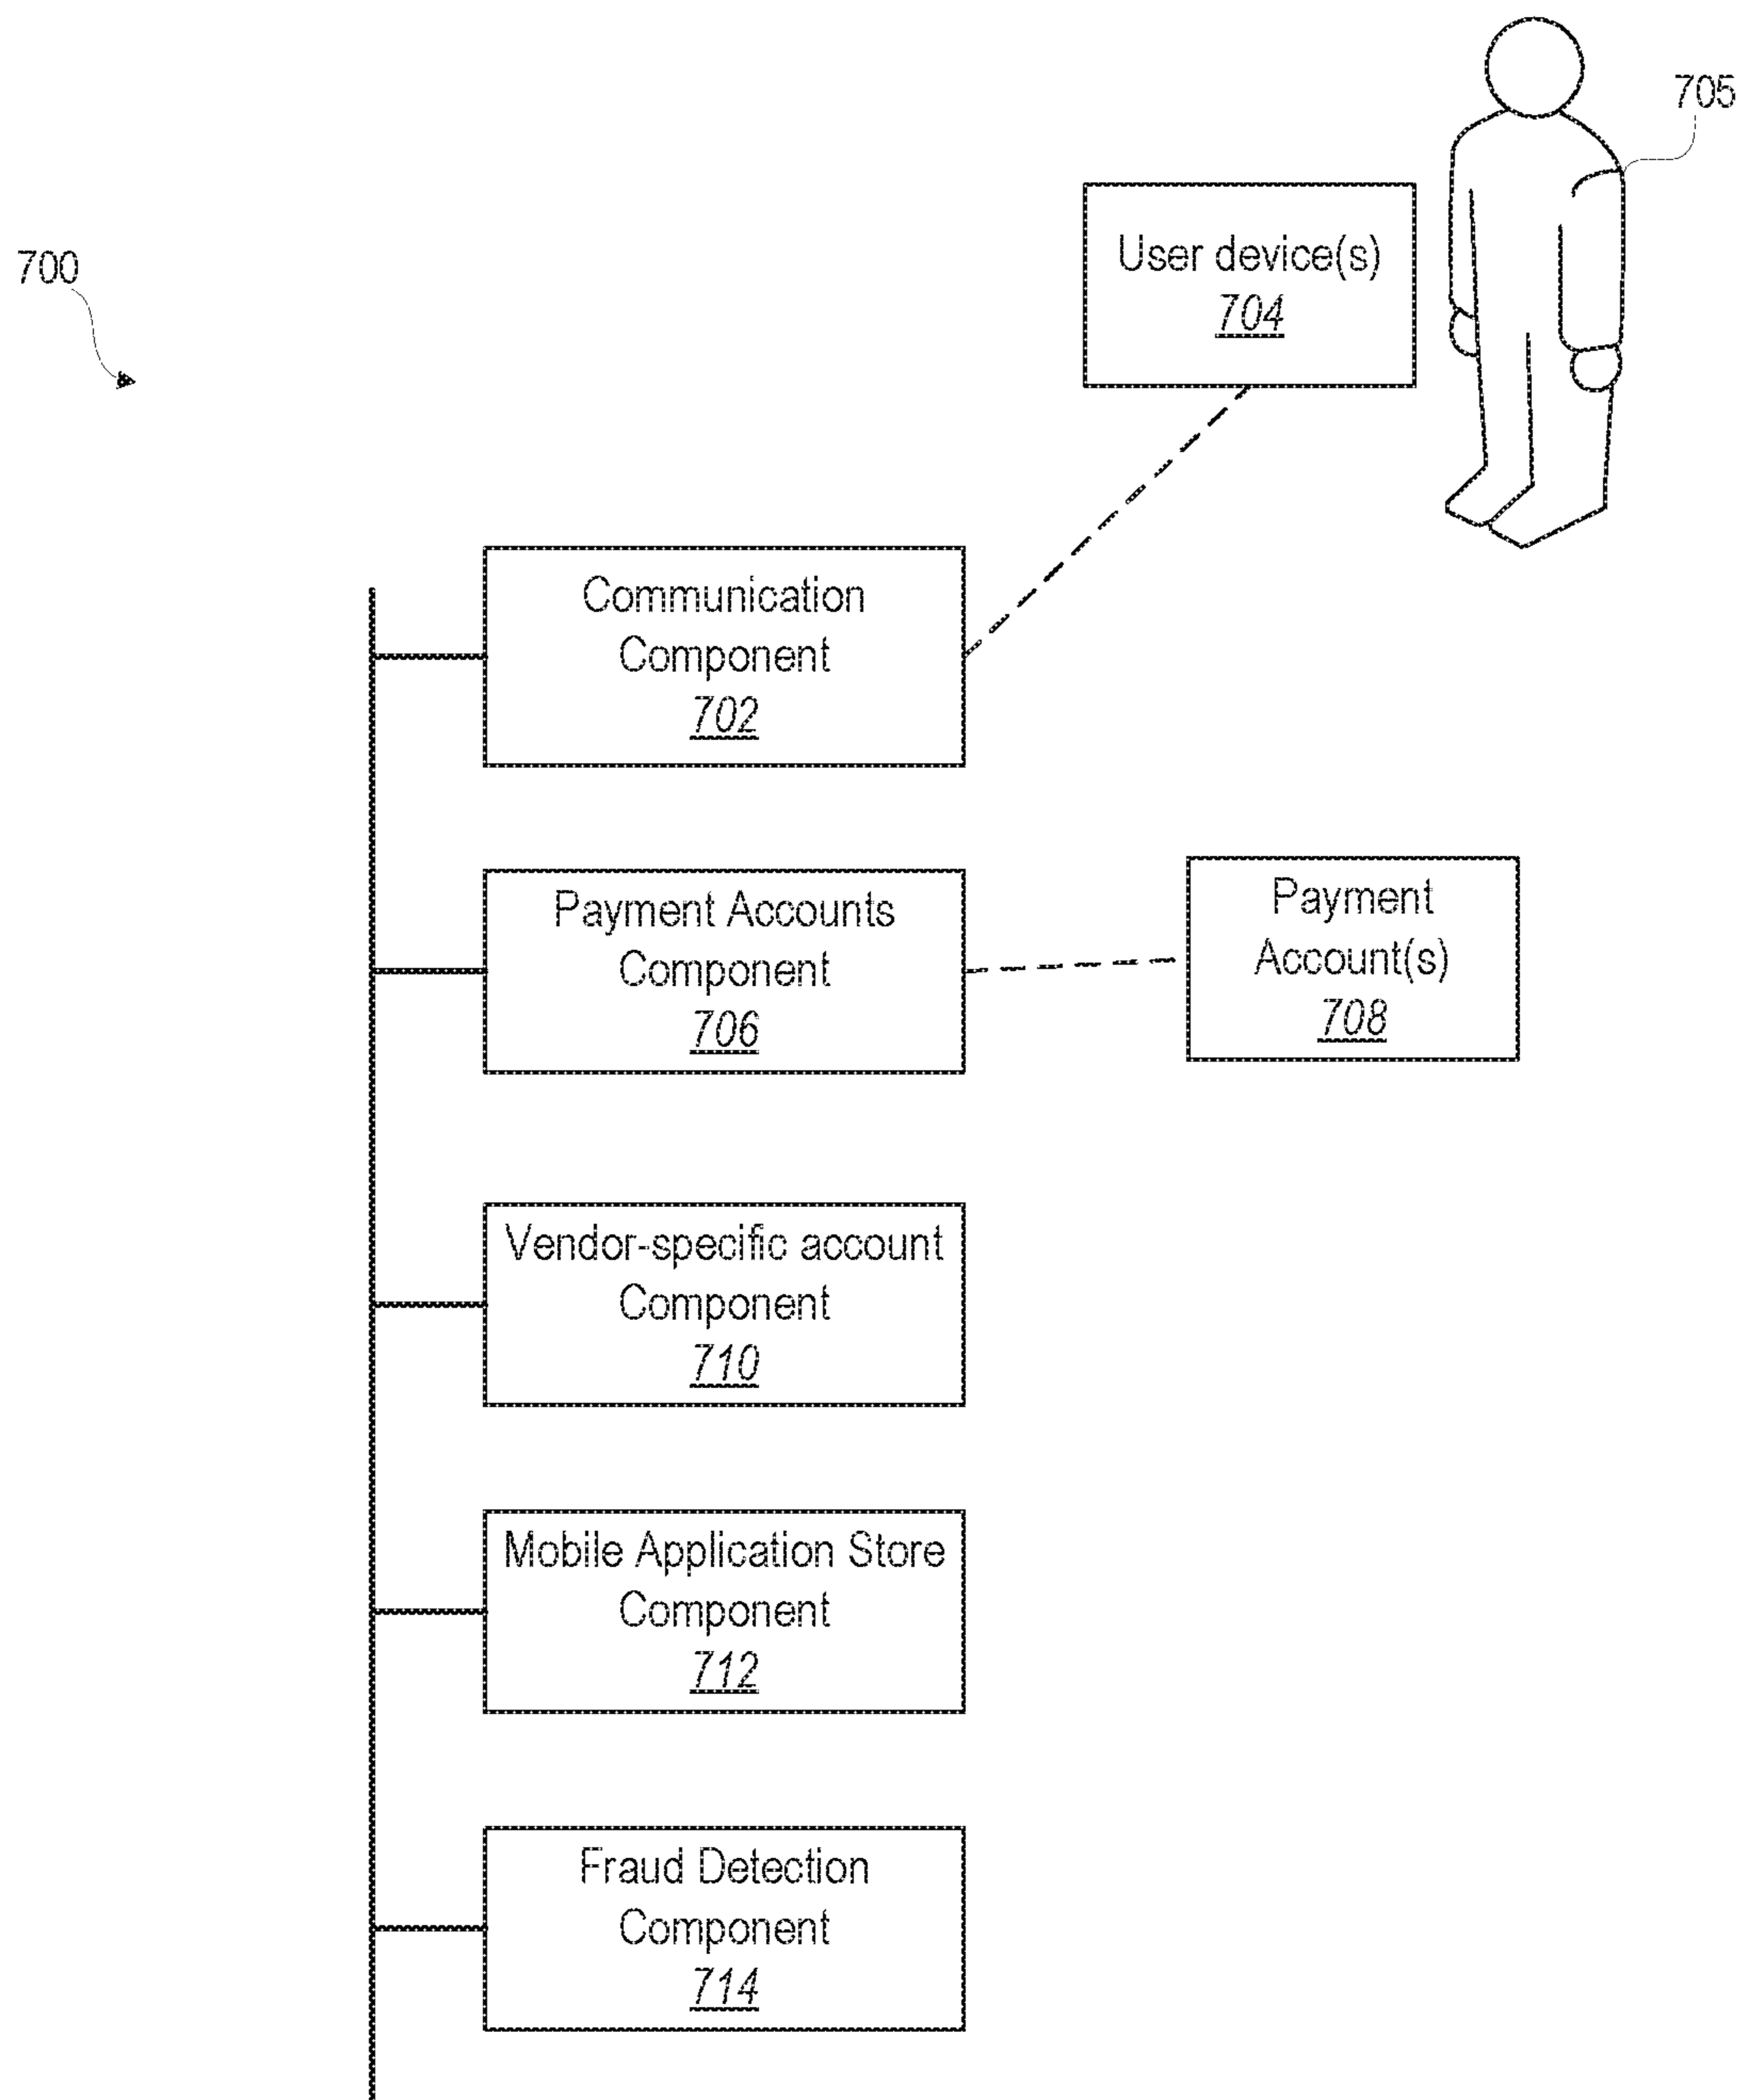 705
User device(s)
704
700
Communication
Component
702
Payment Accounts
Component
706
Payment
Account(s)
708
Vendor-specific account
Component
710
Mobile Application Store
Component
712
Fraud Detection
Component
714